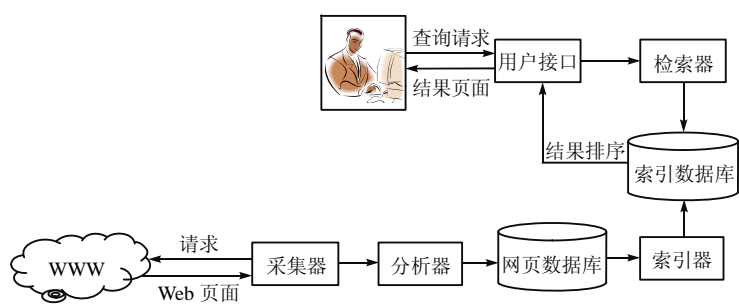 查询请求
用户接口
检索器
结果页面
结果排序
索引数据库
请求
WWW
采集器
分析器
网页数据库
索引器
Web 页面